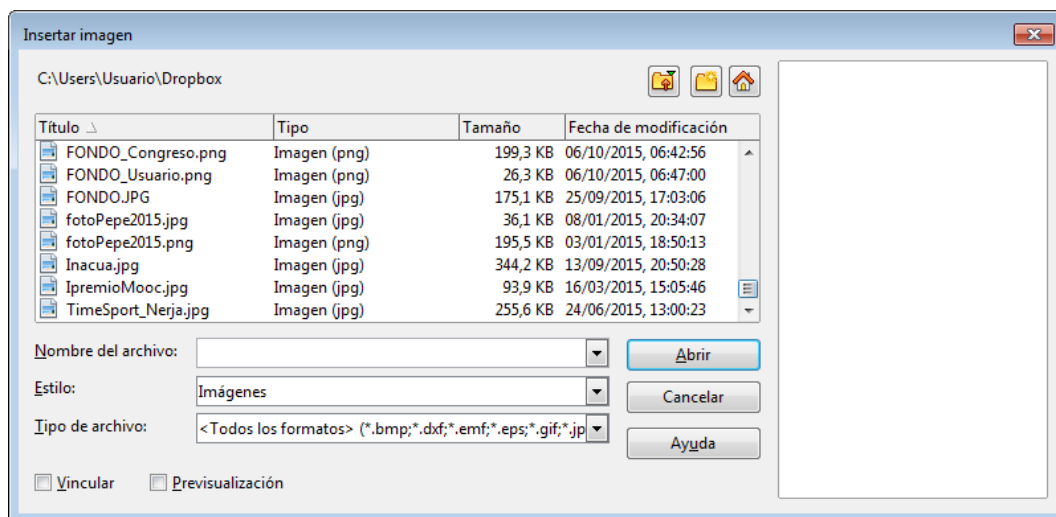 Insertar imagen
C:\Users\Usuario\Dropbox
Título Tipo Tamaño Fecha de modificación
FONDO_Congreso.png Imagen (png) 199,3 KB 06/10/2015, 06:42:56
FONDO_Usuario.png Imagen (png) 26,3 KB 06/10/2015, 06:47:00
FONDO.JPG Imagen (jpg) 175,1 KB 25/09/2015, 17:03:06
fotoPepe2015.jpg Imagen (jpg) 36,1 KB 08/01/2015, 20:34:07
fotoPepe2015.png Imagen (png) 195,5 KB 03/01/2015, 18:50:13
Inacua.jpg Imagen (jpg) 344,2 KB 13/09/2015, 20:50:28
IpremioMooc.jpg Imagen (jpg) 93,9 KB 16/03/2015, 15:05:46
TimeSport_Nerja.jpg Imagen (jpg) 255,6 KB 24/06/2015, 13:00:23
Nombre del archivo: Abrir
Estilo: Imágenes Cancelar
Tipo de archivo: <Todos los formatos> (*.bmp;*.dxf;*.emf;*.eps;*.gif;*.jp
Ayuda
Vincular Previsualización